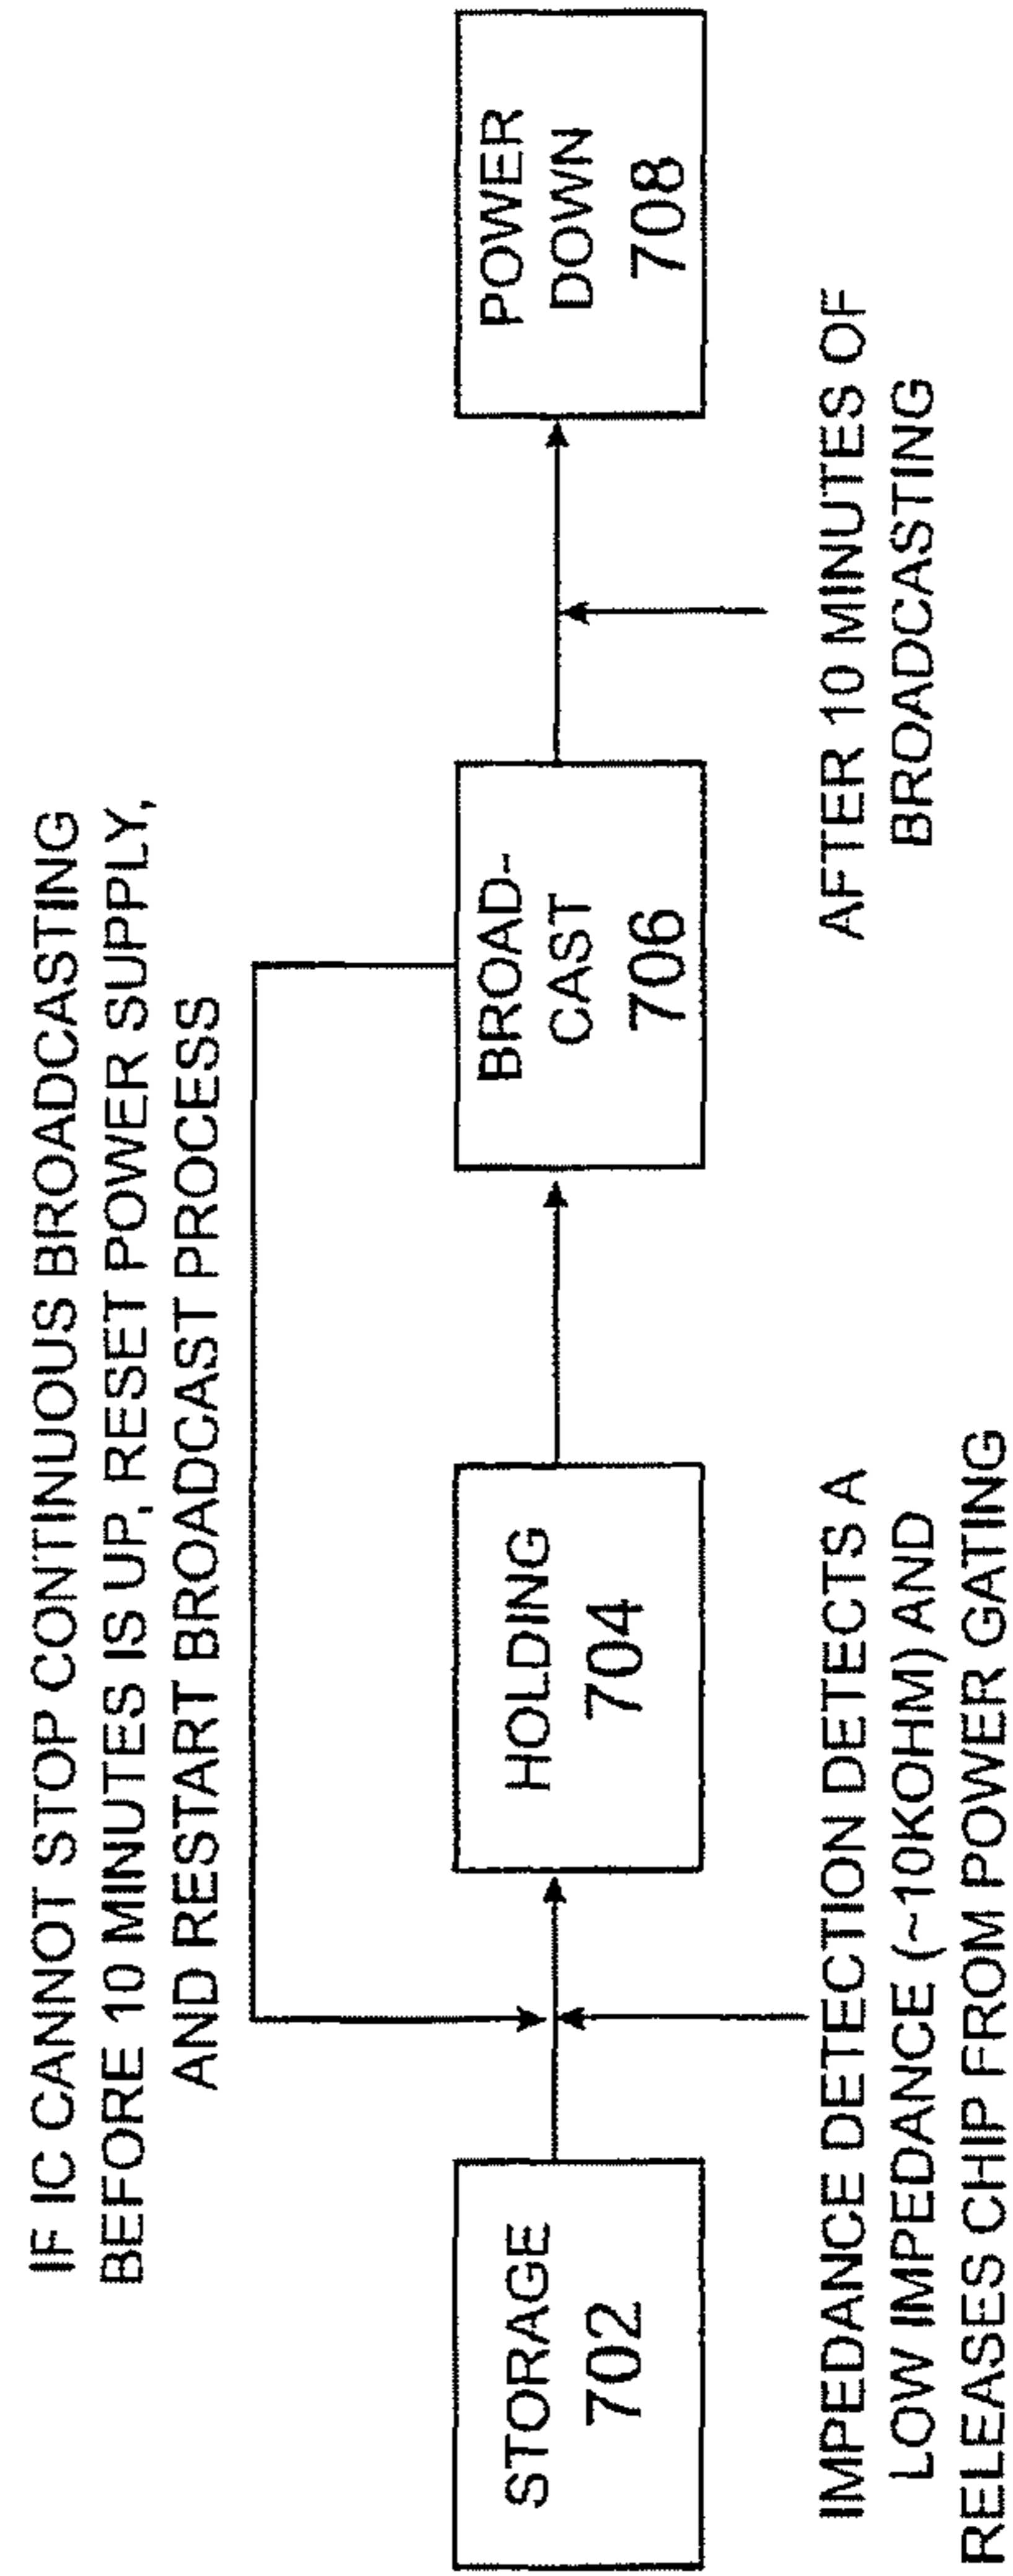 IF IC CANNOT STOP CONTINUOUS BROADCASTING
BEFORE 10 MINUTES IS UP, RESET POWER SUPPLY,
AND RESTART BROADCAST PROCESS
STORAGE
702
HOLDING
704
BROAD-
CAST
706
POWER
DOWN
708
IMPEDANCE DETECTION DETECTS A
LOW IMPEDANCE (~10KOHM) AND
RELEASES CHIP FROM POWER GATING
AFTER 10 MINUTES OF
BROADCASTING